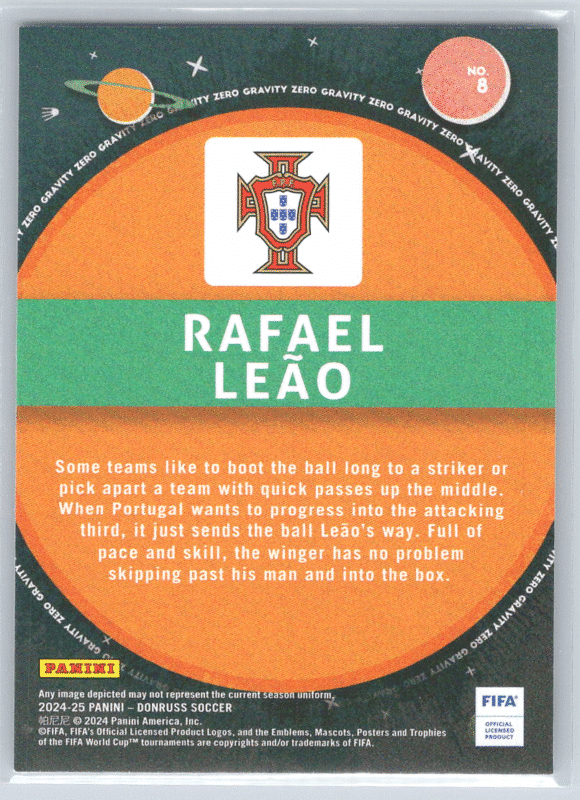 NO.
8
ZERO GRAVITY ZERO GRAVITY ZERO GRAVITY ZERO GRAVITY ZERO GRAVITY ZERO
FPF
RAFAEL
LEÃO
Some teams like to boot the ball long to a striker or
pick apart a team with quick passes up the middle.
When Portugal wants to progress into the attacking
third, it just sends the ball Leão's way. Full of
pace and skill, the winger has no problem
skipping past his man and into the box.
PANINI
Any image depicted may not represent the current season uniform.
2024-25 PANINI – DONRUSS SOCCER
帕尼尼 © 2024 Panini America, Inc.
©FIFA, FIFA's Official Licensed Product Logos, and the Emblems, Mascots, Posters and Trophies
of the FIFA World Cup™ tournaments are copyrights and/or trademarks of FIFA.
FIFA®
OFFICIAL
LICENSED
PRODUCT